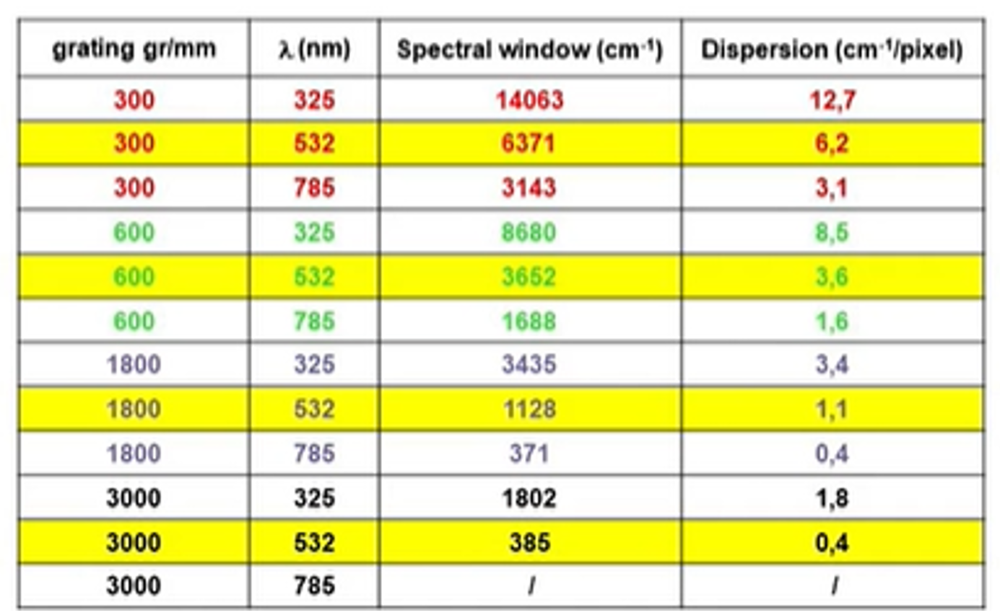 grating gr/mm λ (nm) Spectral window (cm⁻¹) Dispersion (cm⁻¹/pixel)
300 325 14063 12,7
300 532 6371 6,2
300 785 3143 3,1
600 325 8680 8,5
600 532 3652 3,6
600 785 1688 1,6
1800 325 3435 3,4
1800 532 1128 1,1
1800 785 371 0,4
3000 325 1802 1,8
3000 532 385 0,4
3000 785 / /